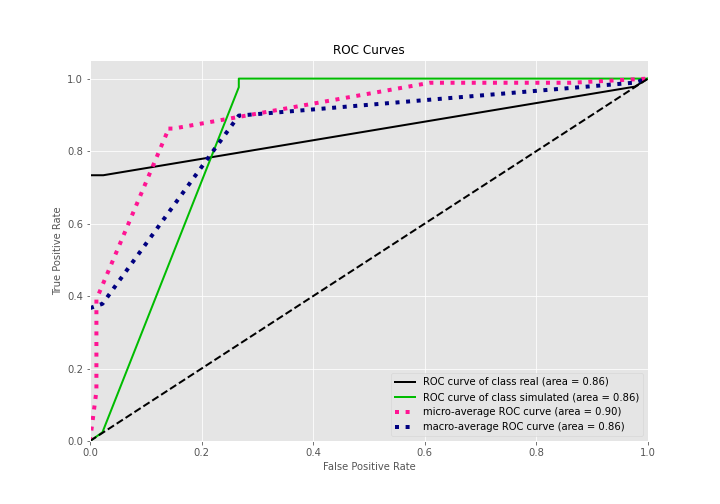 ROC Curves
1.0
0.8
0.6
0.4
0.2
0.0
True Positive Rate
ROC curve of class real (area = 0.86)
ROC curve of class simulated (area = 0.86)
micro-average ROC curve (area = 0.90)
macro-average ROC curve (area = 0.86)
0.0 0.2 0.4 0.6 0.8 1.0
False Positive Rate